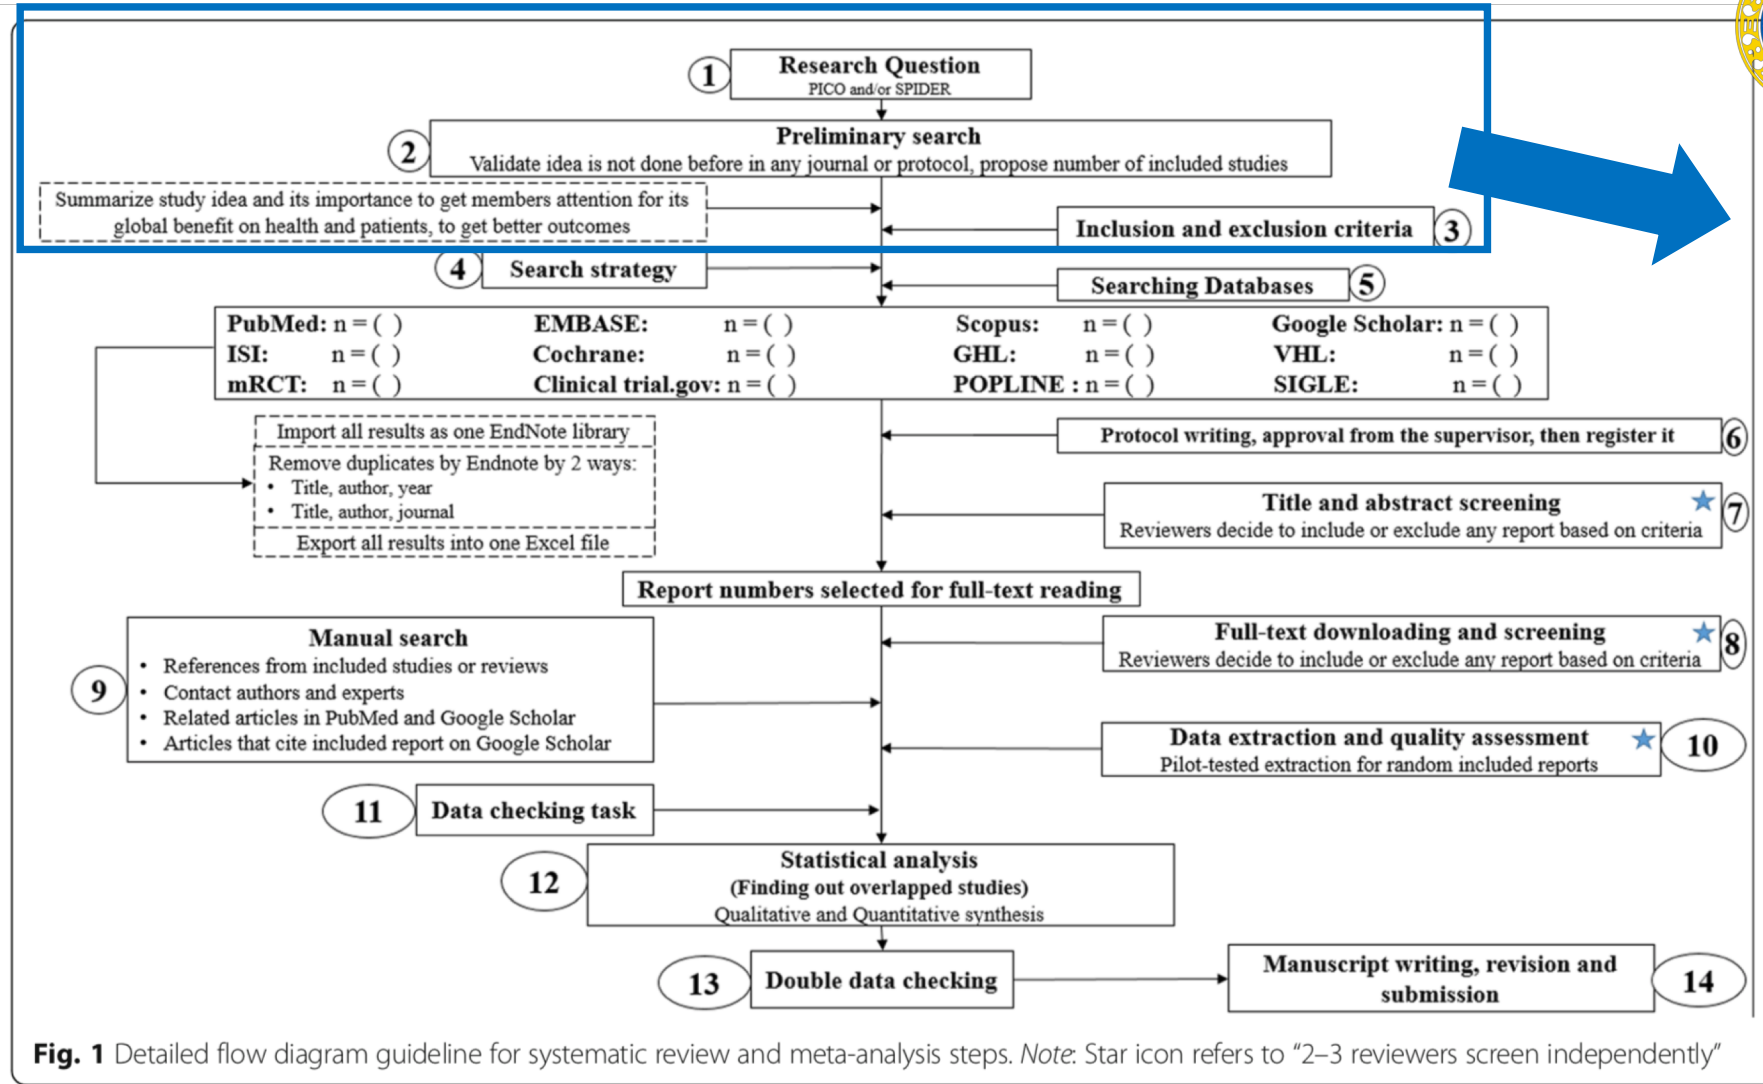 1
Research Question
PICO and/or SPIDER
2
Preliminary search
Validate idea is not done before in any journal or protocol, propose number of included studies
Summarize study idea and its importance to get members attention for its
global benefit on health and patients, to get better outcomes
Inclusion and exclusion criteria
3
4
Search strategy
Searching Databases
5
PubMed: n = ( ) EMBASE: n = ( ) Scopus: n = ( ) Google Scholar: n = ( )
ISI: n = ( ) Cochrane: n = ( ) GHL: n = ( ) VHL: n = ( )
mRCT: n = ( ) Clinical trial.gov: n = ( ) POPLINE : n = ( ) SIGLE: n = ( )
Import all results as one EndNote library
Remove duplicates by Endnote by 2 ways:
• Title, author, year
• Title, author, journal
Export all results into one Excel file
Protocol writing, approval from the supervisor, then register it
6
Title and abstract screening
Reviewers decide to include or exclude any report based on criteria
7
Report numbers selected for full-text reading
Full-text downloading and screening
Reviewers decide to include or exclude any report based on criteria
8
9
Manual search
• References from included studies or reviews
• Contact authors and experts
• Related articles in PubMed and Google Scholar
• Articles that cite included report on Google Scholar
Data extraction and quality assessment
Pilot-tested extraction for random included reports
10
11
Data checking task
12
Statistical analysis
(Finding out overlapped studies)
Qualitative and Quantitative synthesis
13
Double data checking
Manuscript writing, revision and
submission
14
Fig. 1 Detailed flow diagram guideline for systematic review and meta-analysis steps. Note: Star icon refers to “2–3 reviewers screen independently”